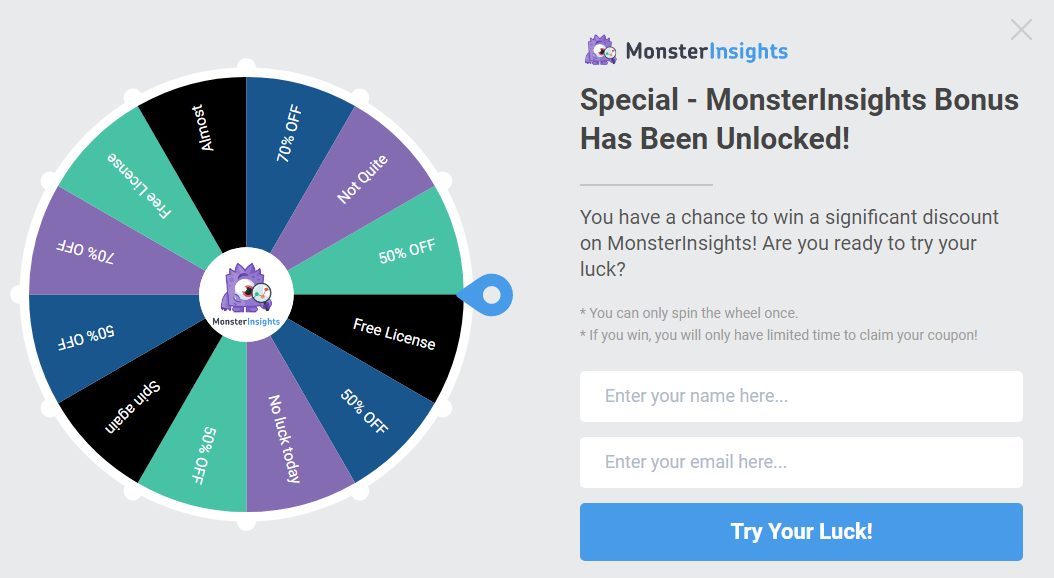 Almost
70% OFF
Not Quite
50% OFF
Free License
50% OFF
No luck today
50% OFF
Spin again
50% OFF
70% OFF
Free License
MonsterInsights
MonsterInsights
Special - MonsterInsights Bonus
Has Been Unlocked!
You have a chance to win a significant discount
on MonsterInsights! Are you ready to try your
luck?
* You can only spin the wheel once.
* If you win, you will only have limited time to claim your coupon!
Enter your name here...
Enter your email here...
Try Your Luck!